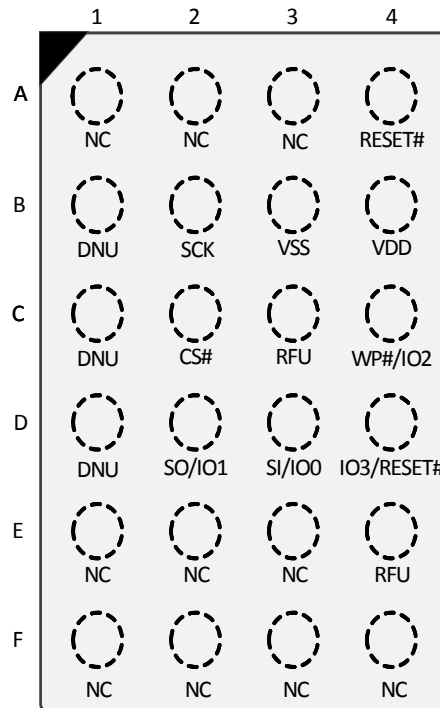 1 2 3 4
A
NC NC NC RESET#
B
DNU SCK VSS VDD
C
DNU CS# RFU WP#/IO2
D
DNU SO/IO1 SI/IO0 IO3/RESET#
E
NC NC NC RFU
F
NC NC NC NC